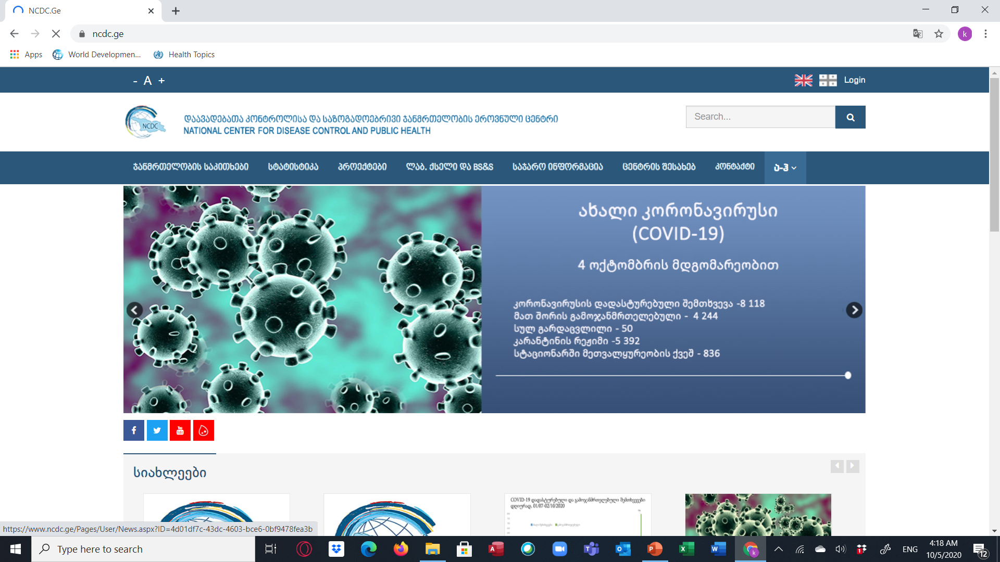 NCDC.Ge
ncdc.ge
Apps
World Developmen...
Health Topics
- A +
Login
NCDC
დაავადებათა კონტროლისა და საზოგადოებრივი ჯანმრთელობის ეროვნული ცენტრი
NATIONAL CENTER FOR DISEASE CONTROL AND PUBLIC HEALTH
Search...
ჯანმრთელობის საკითხები
სტატისტიკა
პროექტები
ლაბ. ქსელი და BS&S
საჯარო ინფორმაცია
ცენტრის შესახებ
კონტაქტი
ა-ჰ
ახალი კორონავირუსი
(COVID-19)
4 ოქტომბრის მდგომარეობით
კორონავირუსის დადასტურებული შემთხვევა -8 118
მათ შორის გამოჯანმრთელებული - 4 244
სულ გარდაცვლილი - 50
კარანტინის რეჟიმი -5 392
სტაციონარში მეთვალყურეობის ქვეშ - 836
You Tube
სიახლეები
COVID-19 დადასტურებული და გამოჯანმრთელებული შემთხვევები
დღიურად, 01/07-02/10/2020
https://www.ncdc.ge/Pages/User/News.aspx?ID=4d01df7c-43dc-4603-bce6-0bf9478fea3b
Type here to search
ENG
4:18 AM
10/5/2020
12